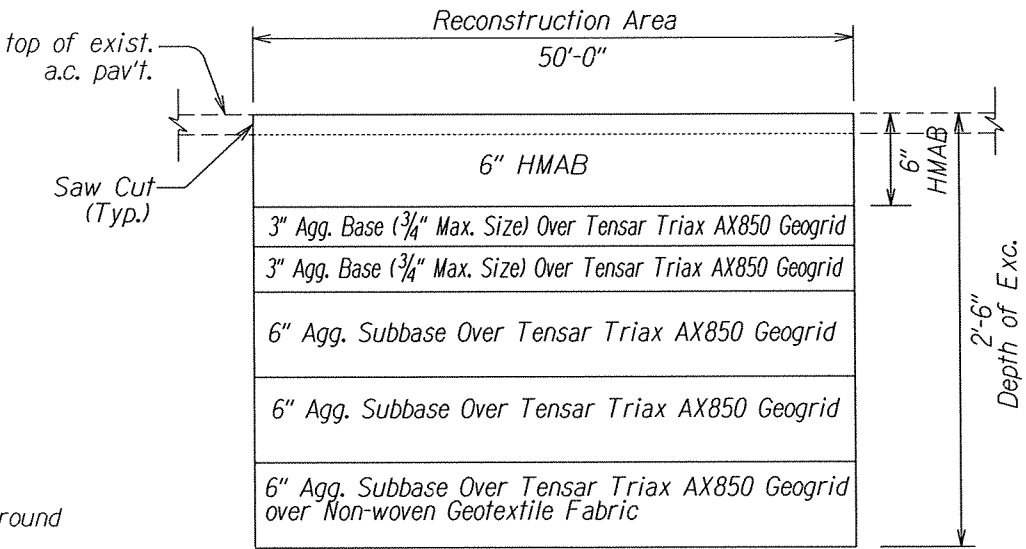 Reconstruction Area
50'-0"
top of exist.
a.c. pav't.
Saw Cut
(Typ.)
6" HMAB
6"
HMAB
3" Agg. Base (3/4" Max. Size) Over Tensar Triax AX850 Geogrid
3" Agg. Base (3/4" Max. Size) Over Tensar Triax AX850 Geogrid
6" Agg. Subbase Over Tensar Triax AX850 Geogrid
2'-6"
Depth of Exc.
6" Agg. Subbase Over Tensar Triax AX850 Geogrid
6" Agg. Subbase Over Tensar Triax AX850 Geogrid
over Non-woven Geotextile Fabric
round